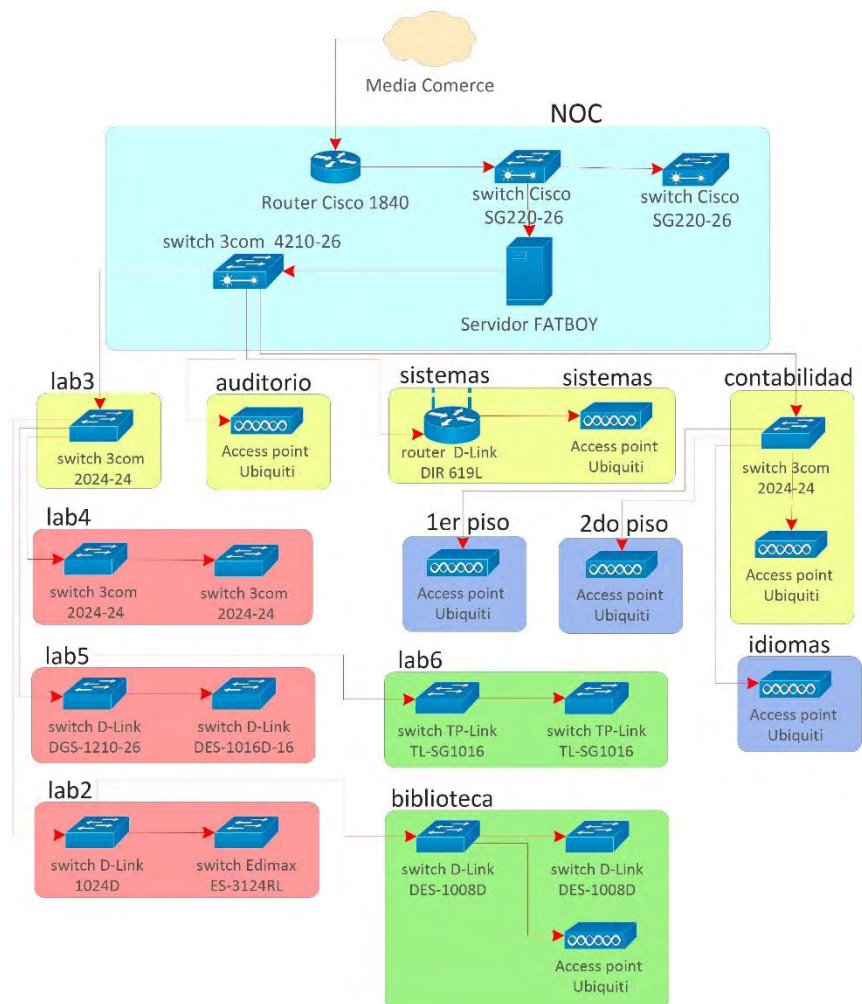 Media Comerce
NOC
Router Cisco 1840
switch Cisco
SG220-26
switch Cisco
SG220-26
switch 3com 4210-26
Servidor FATBOY
lab3
switch 3com
2024-24
auditorio
Access point
Ubiquiti
sistemas
router D-Link
DIR 619L
sistemas
Access point
Ubiquiti
contabilidad
switch 3com
2024-24
Access point
Ubiquiti
1er piso
Access point
Ubiquiti
2do piso
Access point
Ubiquiti
lab4
switch 3com
2024-24
switch 3com
2024-24
idiomas
Access point
Ubiquiti
lab5
switch D-Link
DGS-1210-26
switch D-Link
DES-1016D-16
lab6
switch TP-Link
TL-SG1016
switch TP-Link
TL-SG1016
lab2
switch D-Link
1024D
switch Edimax
ES-3124RL
biblioteca
switch D-Link
DES-1008D
switch D-Link
DES-1008D
Access point
Ubiquiti